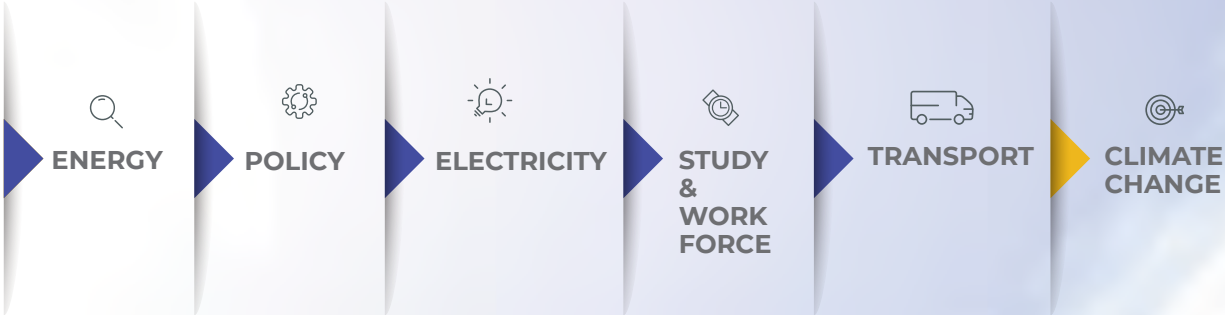 ENERGY
POLICY
ELECTRICITY
STUDY
&
WORK
FORCE
TRANSPORT
CLIMATE
CHANGE